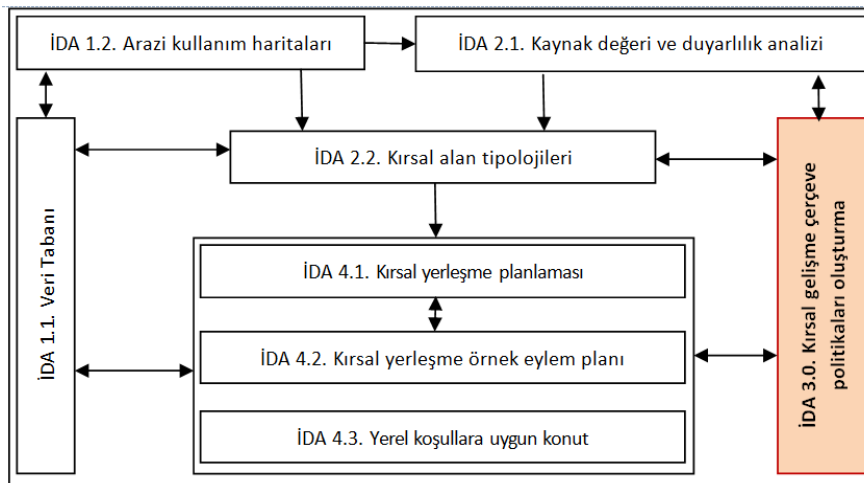 İDA 1.2. Arazi kullanım haritaları
İDA 2.1. Kaynak değeri ve duyarlılık analizi
İDA 2.2. Kırsal alan tipolojileri
İDA 1.1. Veri Tabanı
İDA 4.1. Kırsal yerleşme planlaması
İDA 4.2. Kırsal yerleşme örnek eylem planı
İDA 4.3. Yerel koşullara uygun konut
İDA 3.0. Kırsal gelişme çerçeve
politikaları oluşturma